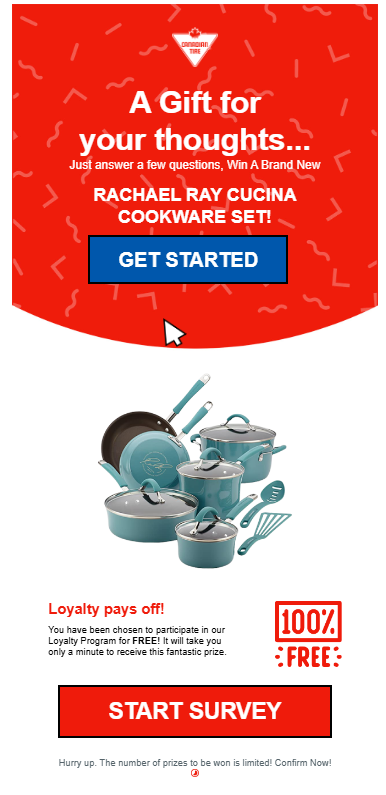 CANADIAN
TIRE
A Gift for
your thoughts...
Just answer a few questions, Win A Brand New
RACHAEL RAY CUCINA
COOKWARE SET!
GET STARTED
Loyalty pays off!
You have been chosen to participate in our
Loyalty Program for FREE! It will take you
only a minute to receive this fantastic prize.
100%
FREE
START SURVEY
Hurry up. The number of prizes to be won is limited! Confirm Now!